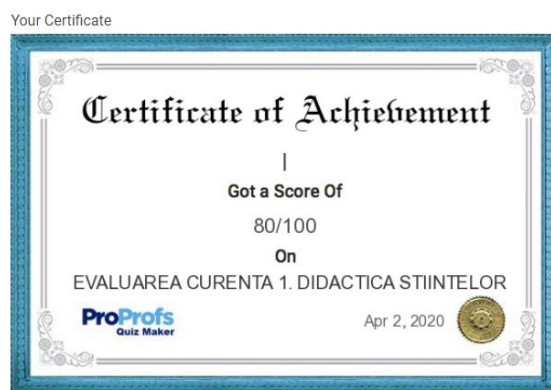 Your Certificate
Certificate of Achievement
|
Got a Score Of
80/100
On
EVALUAREA CURENTA 1. DIDACTICA STIINTELOR
ProProfs
Quiz Maker
Apr 2, 2020